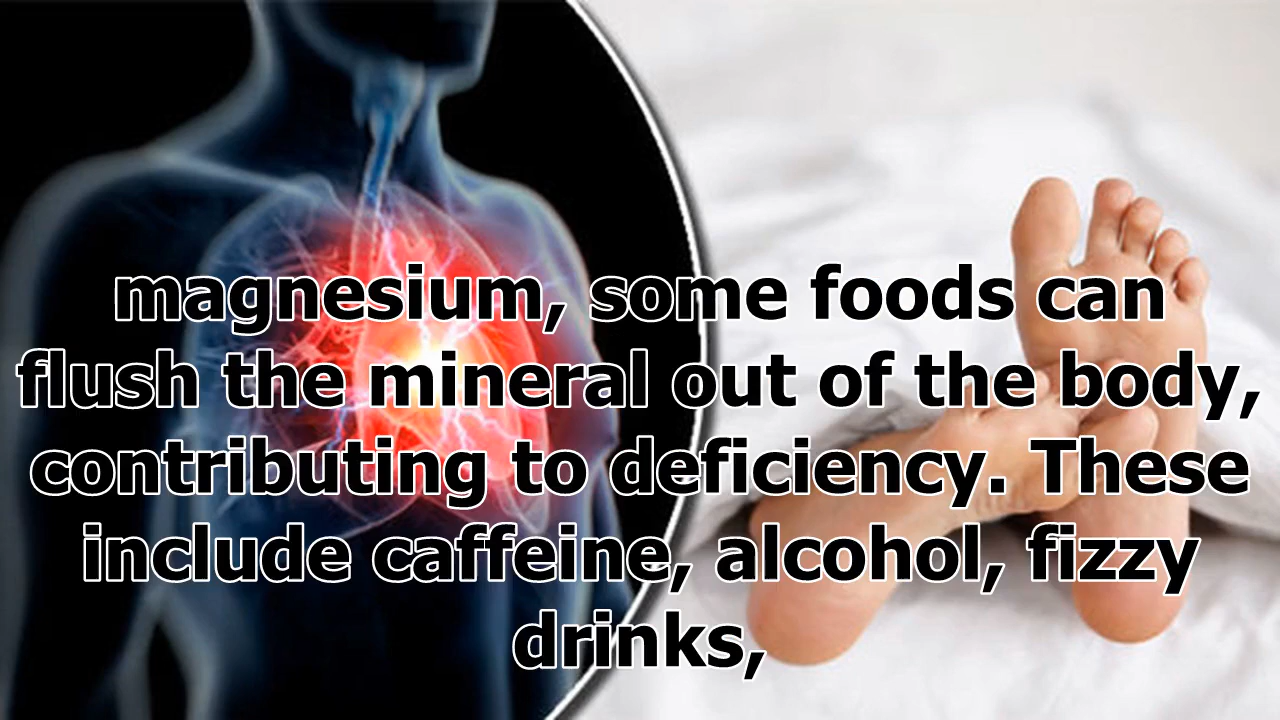 magnesium, some foods can
flush the mineral out of the body,
contributing to deficiency. These
include caffeine, alcohol, fizzy
drinks,